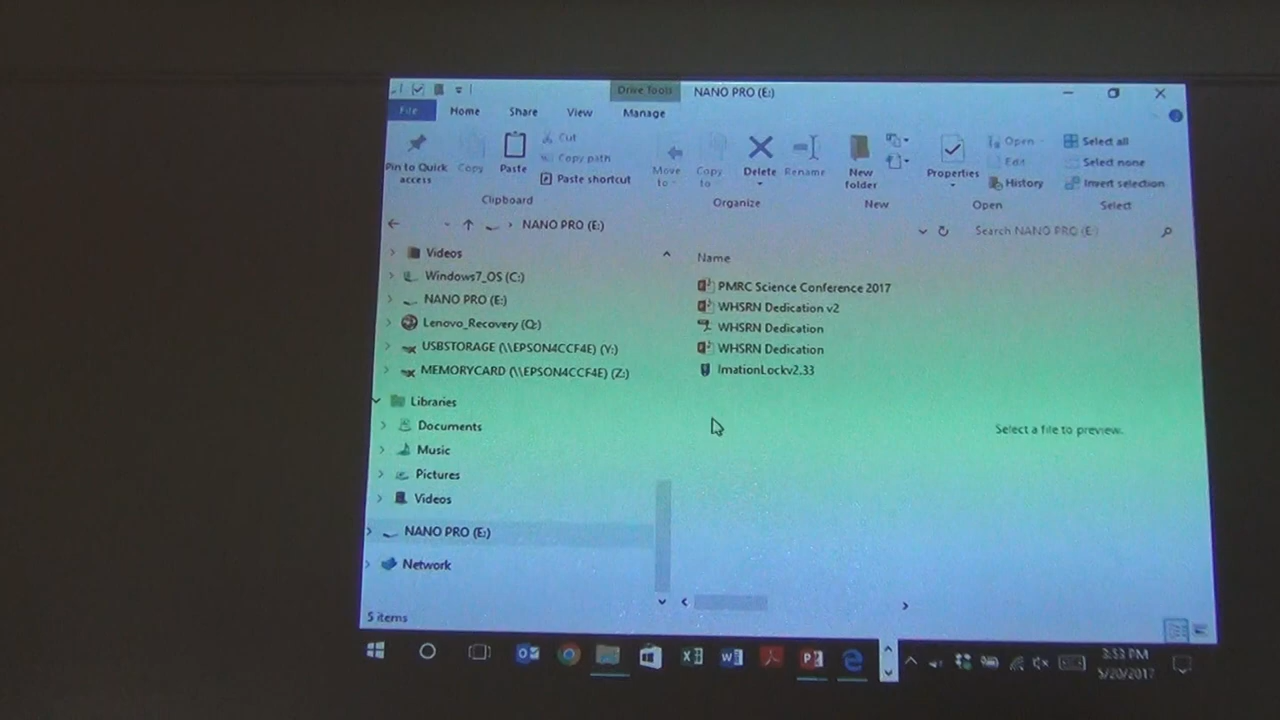 Drive Tools NANO PRO (E:)
File Home Share View Manage
Pin to Quick access
Copy
Paste
Cut
Copy path
Paste shortcut
Move to
Copy to
Delete
Rename
New folder
Properties
Open
Edit
History
Select all
Select none
Invert selection
Clipboard Organize New Open Select
NANO PRO (E:) Search NANO PRO (E:)
Videos
Windows7_OS (C:)
NANO PRO (E:)
Lenovo_Recovery (Q:)
USBSTORAGE (\\EPSON4CCF4E) (Y:)
MEMORYCARD (\\EPSON4CCF4E) (Z:)
Libraries
Documents
Music
Pictures
Videos
NANO PRO (E:)
Network
Name
PMRC Science Conference 2017
WHSRN Dedication v2
WHSRN Dedication
WHSRN Dedication
ImationLockv2.33
Select a file to preview.
5 items
3:53 PM
5/20/2017